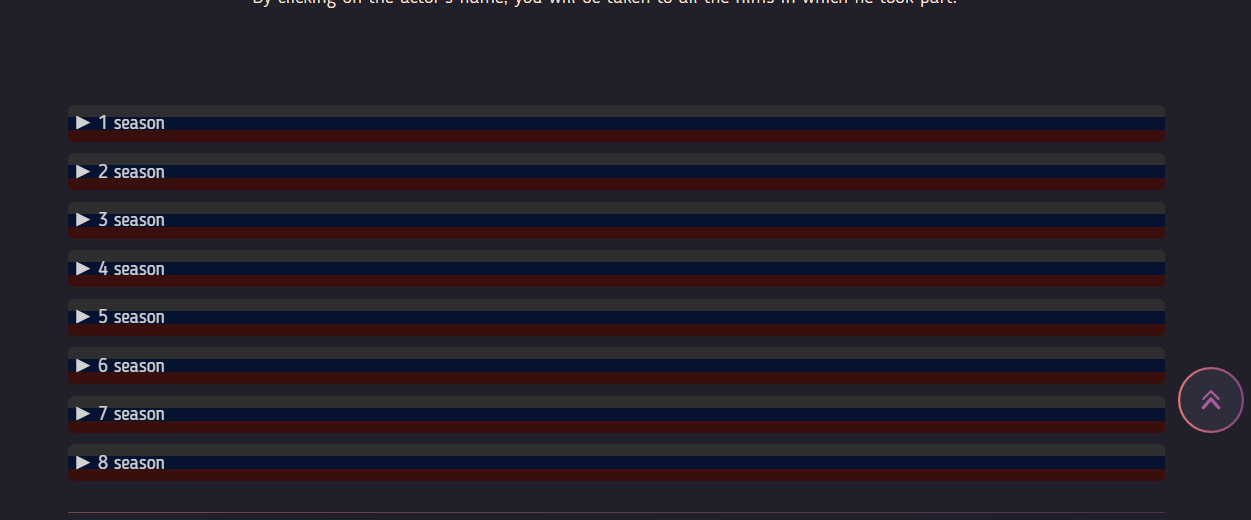 By clicking on the actor's name, you will be taken to all the films in which he took part.
▶ 1 season
▶ 2 season
▶ 3 season
▶ 4 season
▶ 5 season
▶ 6 season
▶ 7 season
▶ 8 season